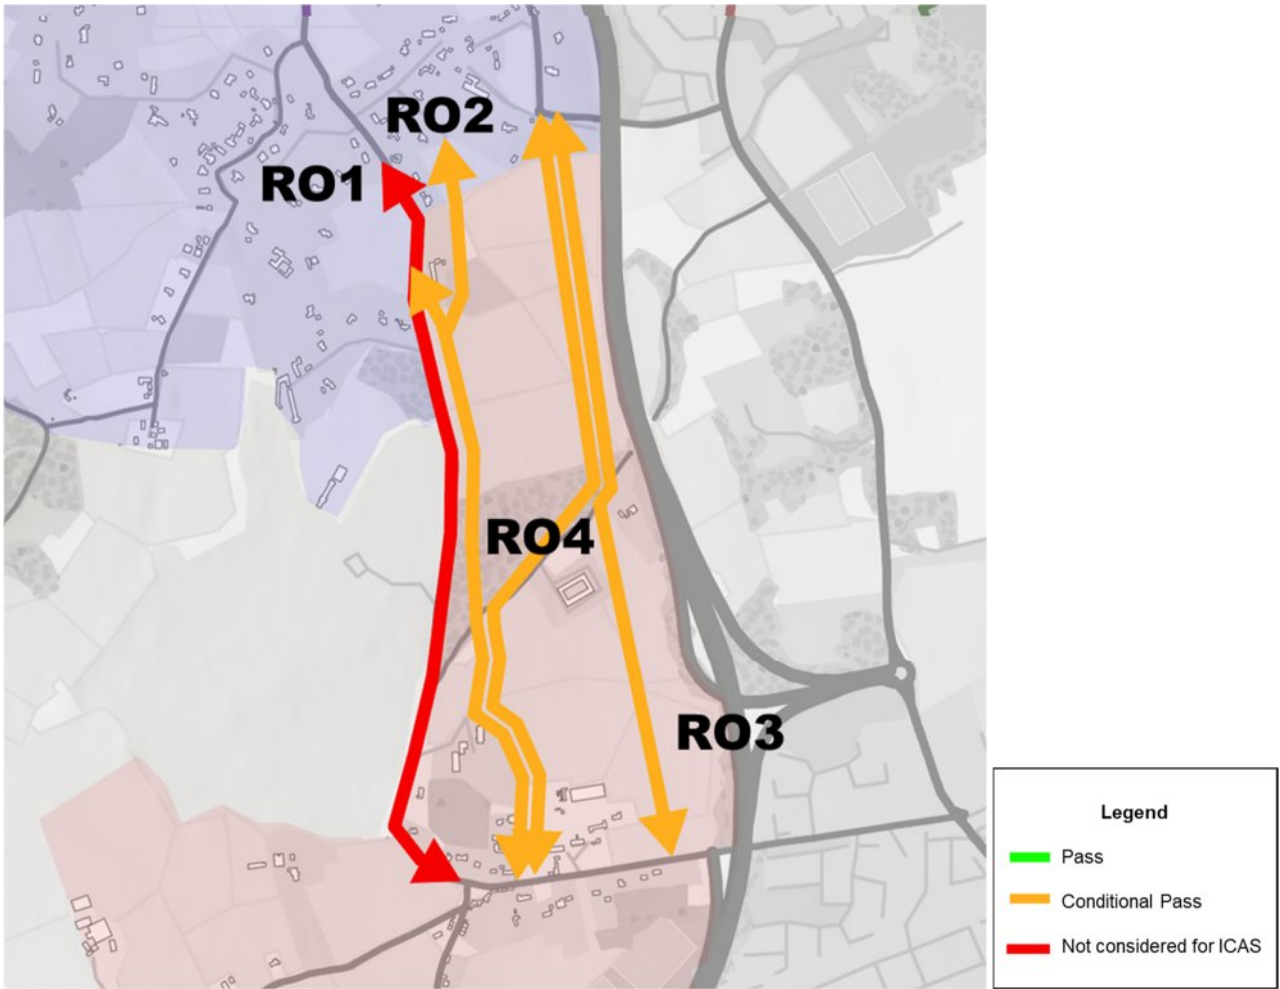 RO2
RO1
RO4
RO3
Legend
Pass
Conditional Pass
Not considered for ICAS